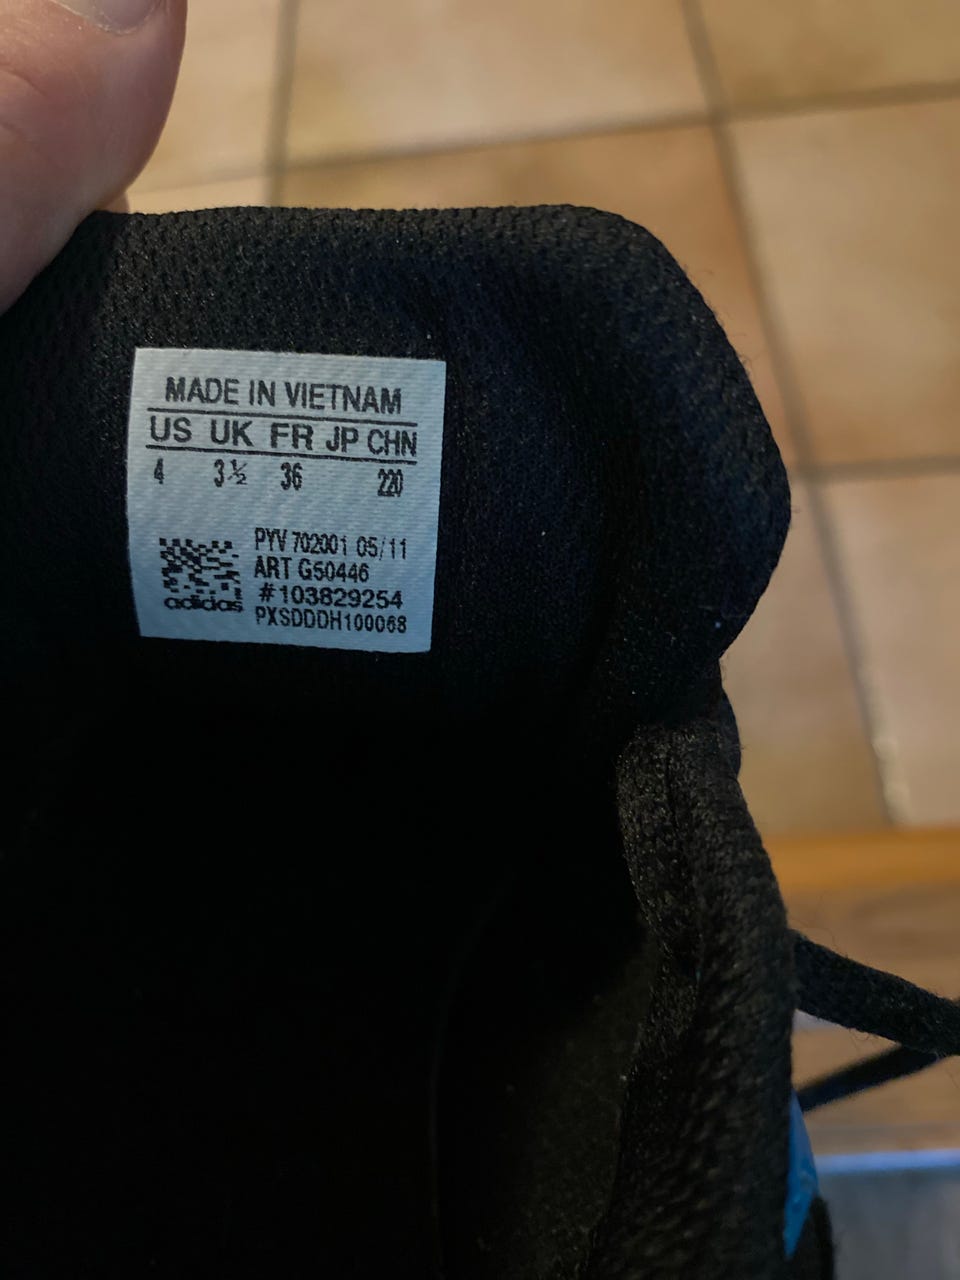 MADE IN VIETNAM
US UK FR JP CHN
4 3½ 36 220
PYV 702001 05/11
ART G50446
#103829254
PXSDDDH100068
adidas